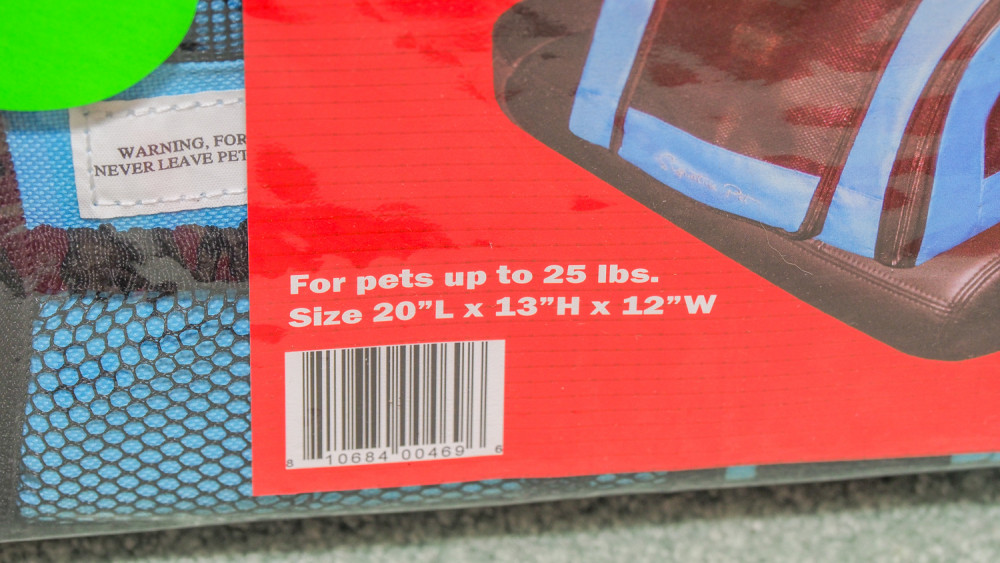 WARNING, FOR
NEVER LEAVE PET
For pets up to 25 lbs.
Size 20”L x 13”H x 12”W
8 10684 00469 6